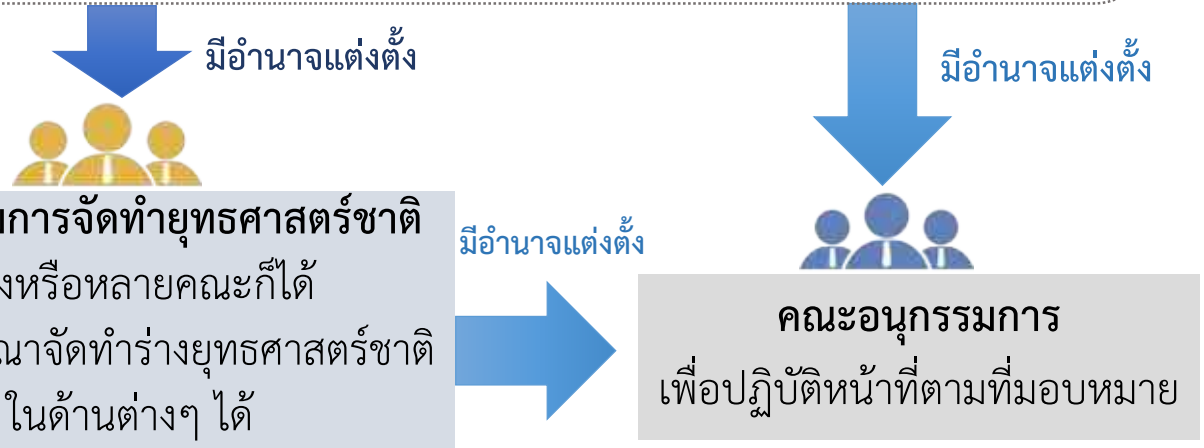 มีอำนาจแต่งตั้ง
มีอำนาจแต่งตั้ง
การจัดทำยุทธศาสตร์ชาติ
หรือหลายคณะก็ได้
จัดทำร่างยุทธศาสตร์ชาติ
ในด้านต่างๆ ได้
มีอำนาจแต่งตั้ง
คณะอนุกรรมการ
เพื่อปฏิบัติหน้าที่ตามที่มอบหมาย